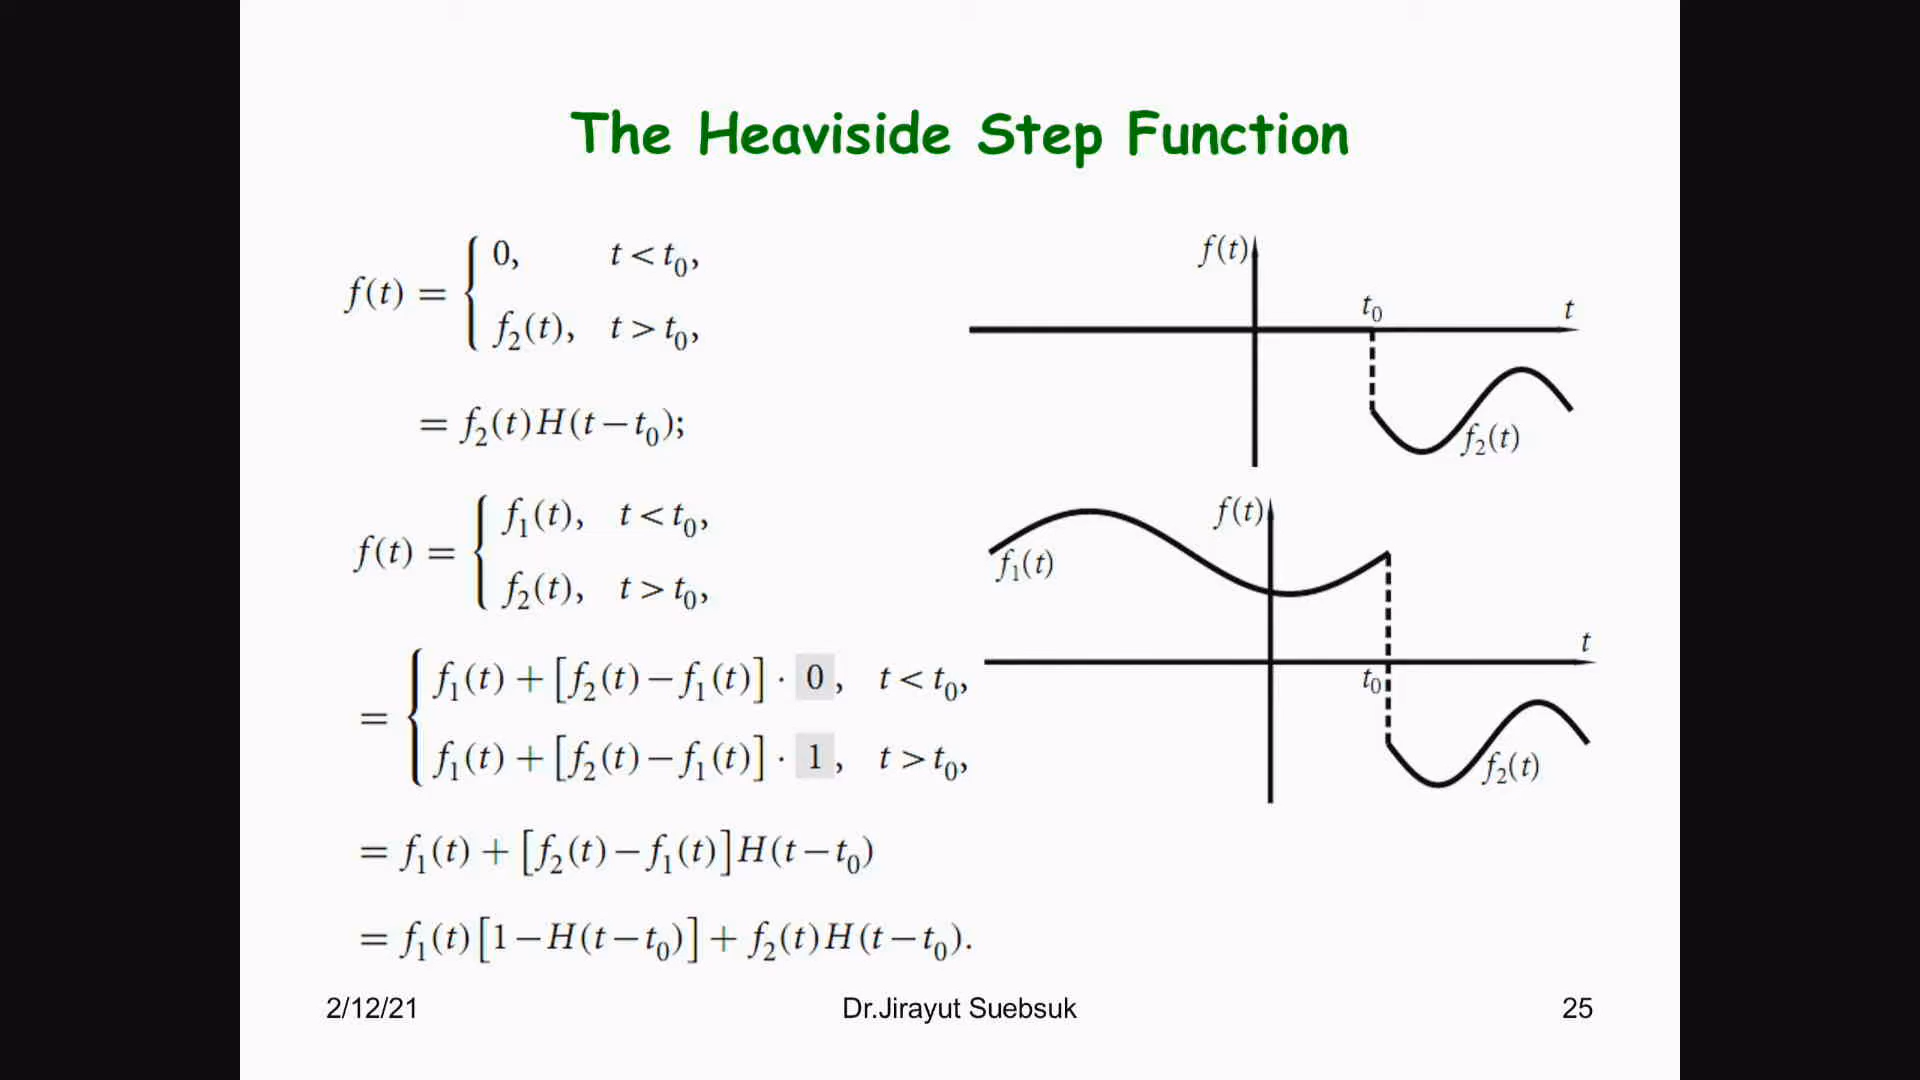 The Heaviside Step Function
f(t) = { 0, t < t₀,
f₂(t), t > t₀,
= f₂(t)H(t − t₀);
f(t) = { f₁(t), t < t₀,
f₂(t), t > t₀,
= { f₁(t) + [f₂(t) − f₁(t)] · 0, t < t₀,
f₁(t) + [f₂(t) − f₁(t)] · 1, t > t₀,
= f₁(t) + [f₂(t) − f₁(t)]H(t − t₀)
= f₁(t)[1 − H(t − t₀)] + f₂(t)H(t − t₀).
f(t)
t₀
t
f₂(t)
f(t)
f₁(t)
t
t₀
f₂(t)
2/12/21
Dr.Jirayut Suebsuk
25